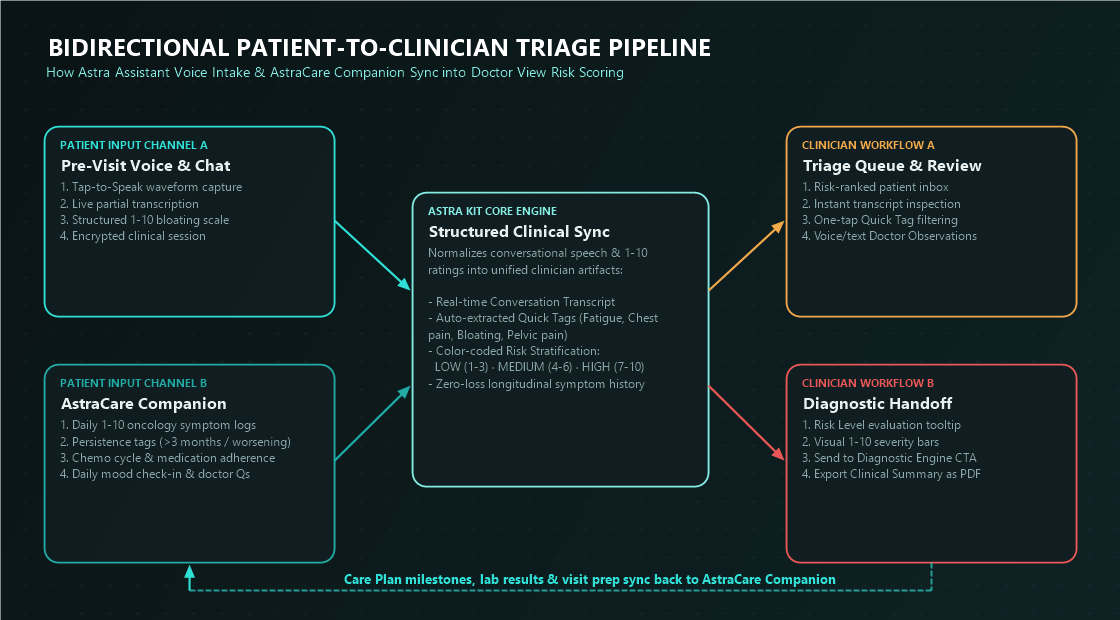 BIDIRECTIONAL PATIENT-TO-CLINICIAN TRIAGE PIPELINE
How Astra Assistant Voice Intake & AstraCare Companion Sync into Doctor View Risk Scoring
PATIENT INPUT CHANNEL A
Pre-Visit Voice & Chat
1. Tap-to-Speak waveform capture
2. Live partial transcription
3. Structured 1-10 bloating scale
4. Encrypted clinical session
PATIENT INPUT CHANNEL B
AstraCare Companion
1. Daily 1-10 oncology symptom logs
2. Persistence tags (>3 months / worsening)
3. Chemo cycle & medication adherence
4. Daily mood check-in & doctor Qs
ASTRA KIT CORE ENGINE
Structured Clinical Sync
Normalizes conversational speech & 1-10
ratings into unified clinician artifacts:
- Real-time Conversation Transcript
- Auto-extracted Quick Tags (Fatigue, Chest
pain, Bloating, Pelvic pain)
- Color-coded Risk Stratification:
LOW (1-3) · MEDIUM (4-6) · HIGH (7-10)
- Zero-loss longitudinal symptom history
CLINICIAN WORKFLOW A
Triage Queue & Review
1. Risk-ranked patient inbox
2. Instant transcript inspection
3. One-tap Quick Tag filtering
4. Voice/text Doctor Observations
CLINICIAN WORKFLOW B
Diagnostic Handoff
1. Risk Level evaluation tooltip
2. Visual 1-10 severity bars
3. Send to Diagnostic Engine CTA
4. Export Clinical Summary as PDF
Care Plan milestones, lab results & visit prep sync back to AstraCare Companion